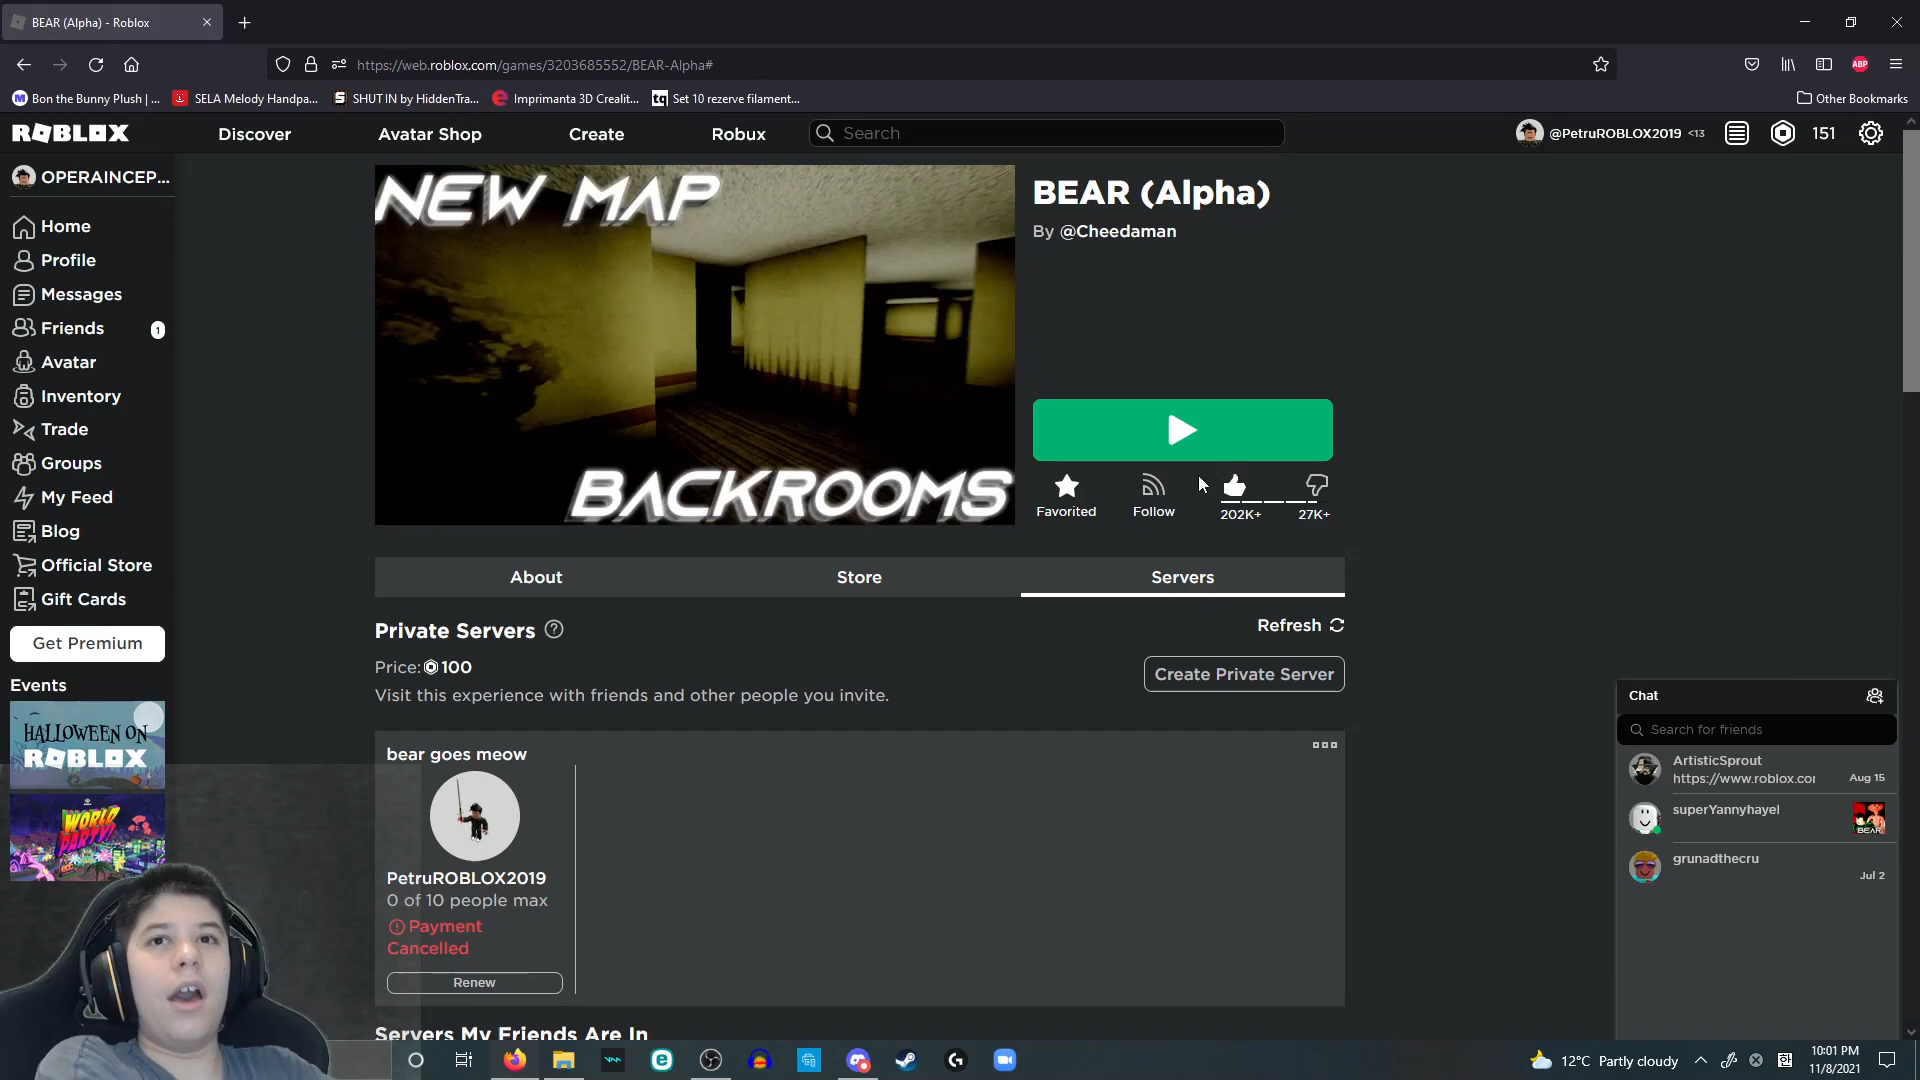 BEAR (Alpha) - Roblox
https://web.roblox.com/games/3203685552/BEAR-Alpha#
ABP
Bon the Bunny Plush | ...
SELA Melody Handpa...
SHUT IN by HiddenTra...
Imprimanta 3D Crealit...
tq Set 10 rezerve filament...
Other Bookmarks
ROBLOX
Discover
Avatar Shop
Create
Robux
Search
@PetruROBLOX2019 <13
151
OPERAINCEP...
Home
Profile
Messages
Friends
1
Avatar
Inventory
Trade
Groups
My Feed
Blog
Official Store
Gift Cards
Get Premium
Events
HALLOWEEN ON
ROBLOX
WORLD
PARTY!
NEW MAP
BACKROOMS
BEAR (Alpha)
By @Cheedaman
Favorited
Follow
202K+
27K+
About
Store
Servers
Private Servers
Refresh
Price: 100
Create Private Server
Visit this experience with friends and other people you invite.
bear goes meow
PetruROBLOX2019
0 of 10 people max
Payment
Cancelled
Renew
Servers My Friends Are In
Chat
Search for friends
ArtisticSprout
https://www.roblox.coi
Aug 15
superYannyhayel
BEAR
grunadthecru
Jul 2
12°C Partly cloudy
10:01 PM
11/8/2021